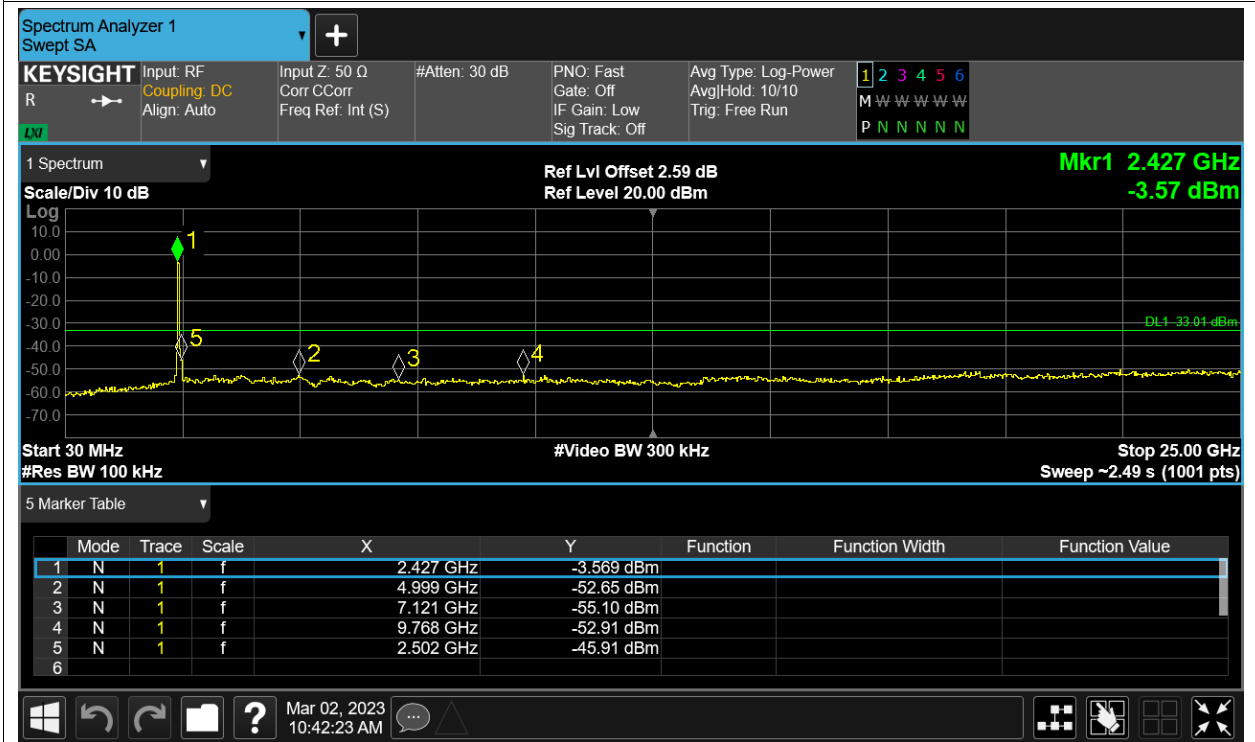 Spectrum Analyzer 1
Swept SA
+
KEYSIGHT Input: RF Input Z: 50 Ω #Atten: 30 dB PNO: Fast Avg Type: Log-Power 1 2 3 4 5 6
R Coupling: DC Corr CCorr Gate: Off Avg|Hold: 10/10 M W W W W W
Align: Auto Freq Ref: Int (S) IF Gain: Low Trig: Free Run
LXI Sig Track: Off P N N N N N
1 Spectrum Ref Lvl Offset 2.59 dB Mkr1 2.427 GHz
Scale/Div 10 dB Ref Level 20.00 dBm -3.57 dBm
Log
10.0
1
0.00
-10.0
-20.0
-30.0 DL1 -33.01 dBm
5
-40.0
2 3 4
-50.0
-60.0
-70.0
Start 30 MHz #Video BW 300 kHz Stop 25.00 GHz
#Res BW 100 kHz Sweep ~2.49 s (1001 pts)
5 Marker Table
Mode Trace Scale X Y Function Function Width Function Value
1 N 1 f 2.427 GHz -3.569 dBm
2 N 1 f 4.999 GHz -52.65 dBm
3 N 1 f 7.121 GHz -55.10 dBm
4 N 1 f 9.768 GHz -52.91 dBm
5 N 1 f 2.502 GHz -45.91 dBm
6
? Mar 02, 2023
10:42:23 AM